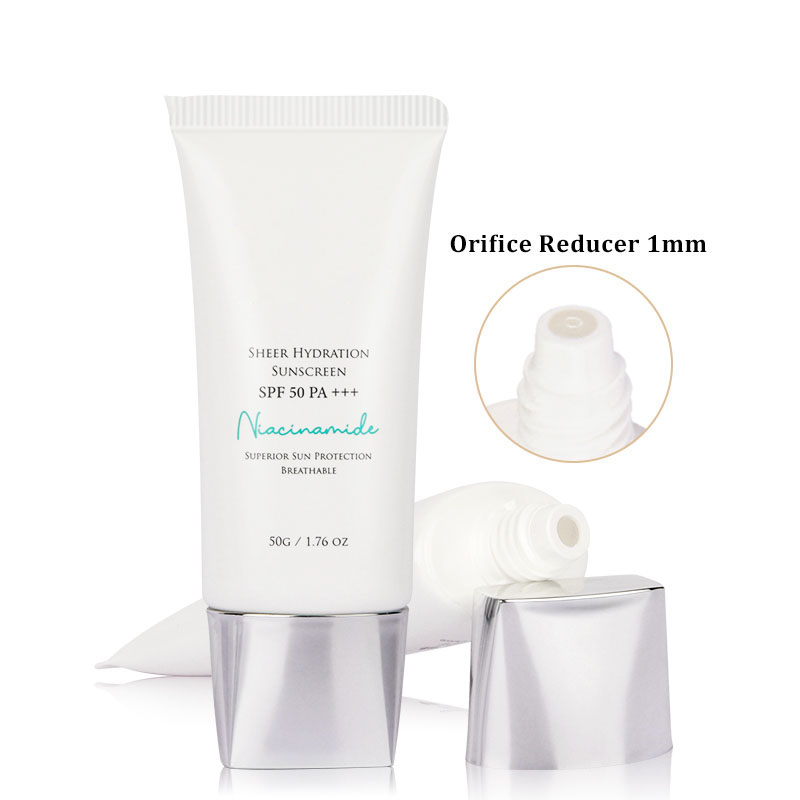 Orifice Reducer 1mm
Sheer Hydration
Sunscreen
SPF 50 PA +++
Niacinamide
Superior Sun Protection
Breathable
50g / 1.76 oz